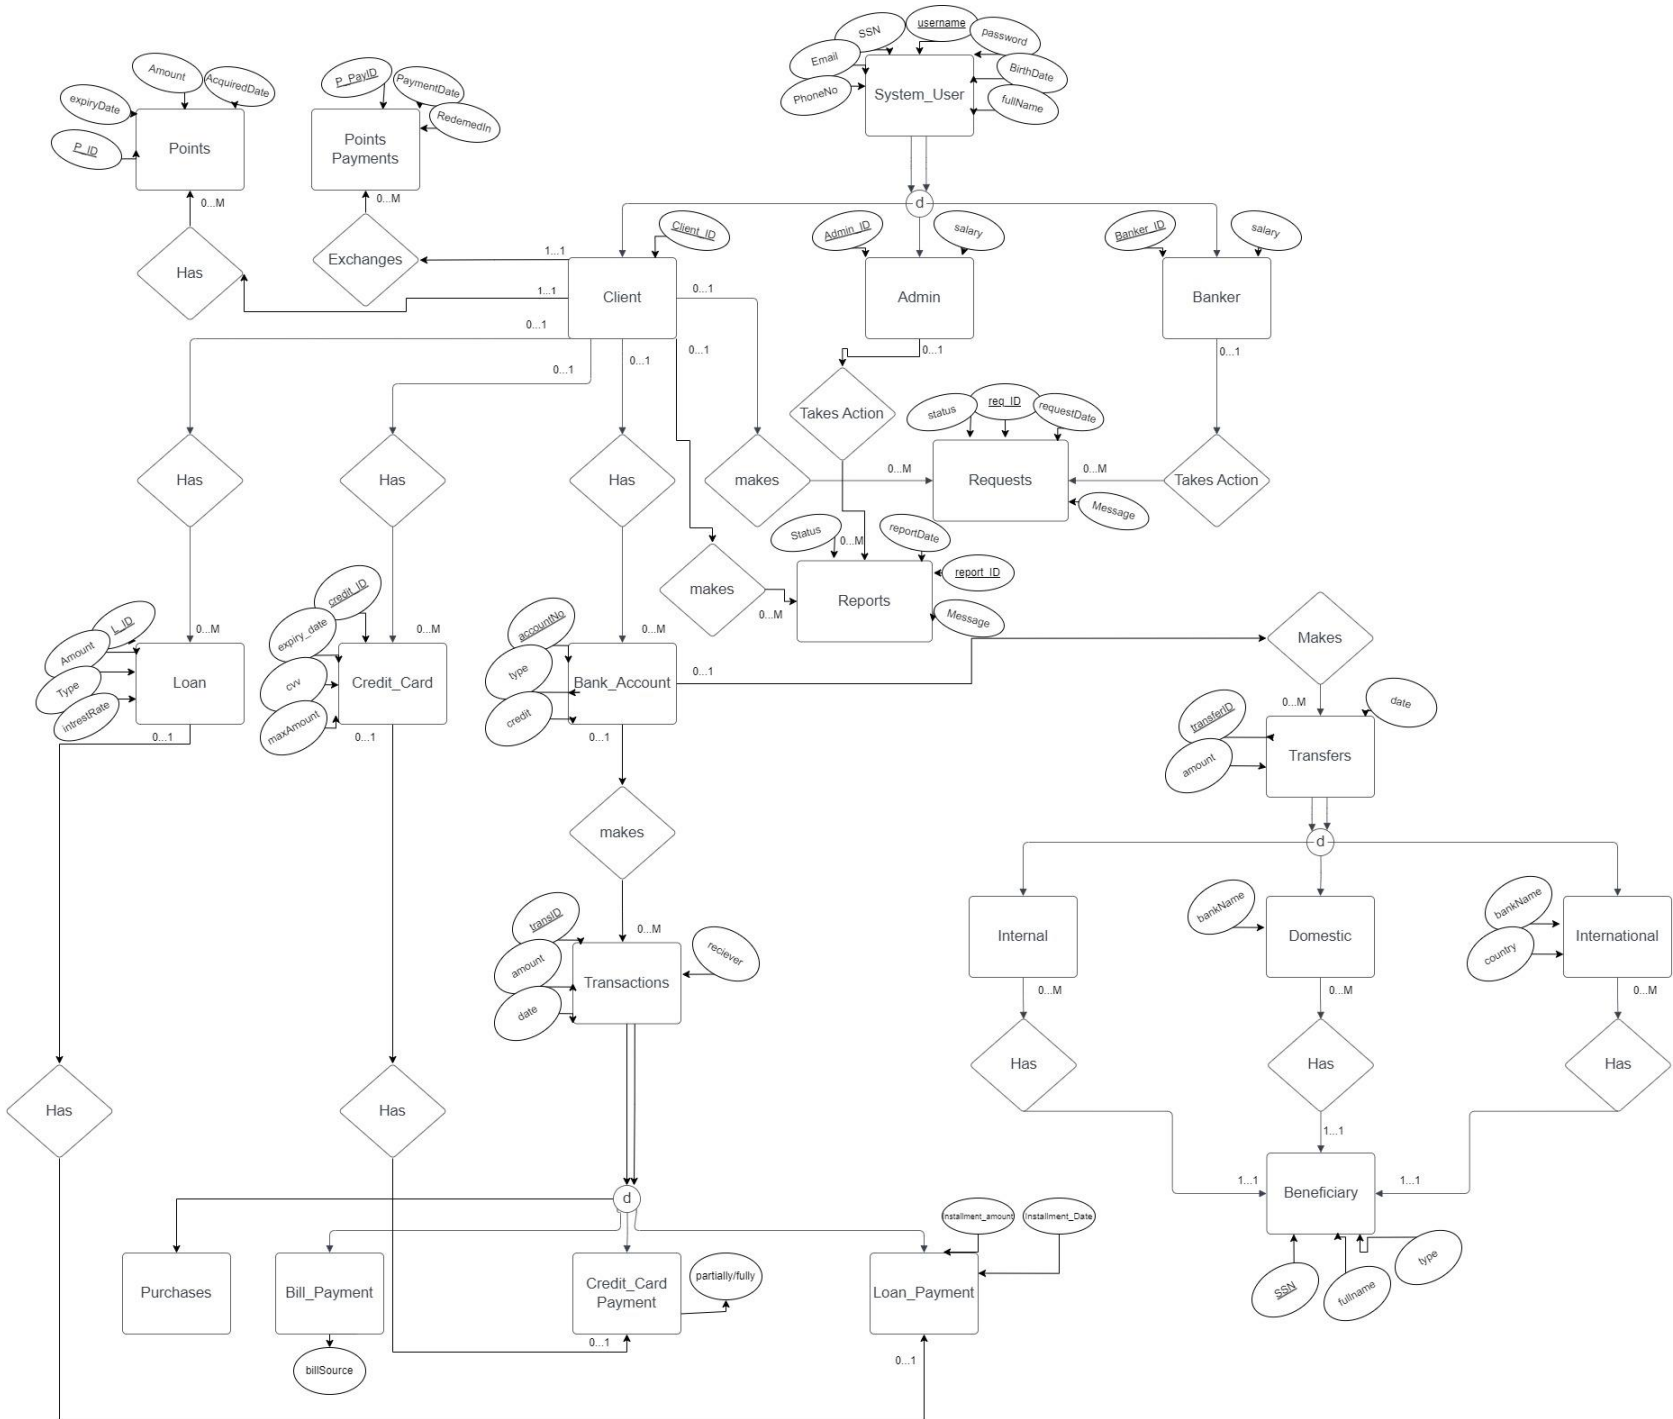 username
SSN
password
Email
BirthDate
PhoneNo
fullName
System_User
Amount
AcquiredDate
expiryDate
P_ID
Points
0...M
P_PayID
PaymentDate
RedemedIn
Points
Payments
0...M
d
Client_ID
Admin_ID
salary
Banker_ID
salary
Has
Exchanges
1...1
1...1
Client
0...1
Admin
Banker
0...1
0...1
0...1
0...1
0...1
0...1
Takes Action
status
req_ID
requestDate
Has
Has
Has
makes
0...M
Requests
0...M
Takes Action
Message
Status
0...M
reportDate
makes
0...M
Reports
report_ID
Message
L_ID
Amount
Type
intrestRate
0...M
Loan
0...1
credit_ID
expiry_date
cvv
maxAmount
0...M
Credit_Card
0...1
accountNo
type
credit
0...M
Bank_Account
0...1
0...1
Makes
0...M
date
transferID
amount
Transfers
makes
d
transID
amount
date
0...M
Transactions
reciever
bankName
bankName
country
Internal
Domestic
International
0...M
0...M
0...M
Has
Has
Has
Has
Has
1...1
1...1
1...1
Beneficiary
SSN
fullname
type
d
Installment_amount
Installment_Date
Purchases
Bill_Payment
Credit_Card
Payment
partially/fully
Loan_Payment
billSource
0...1
0...1